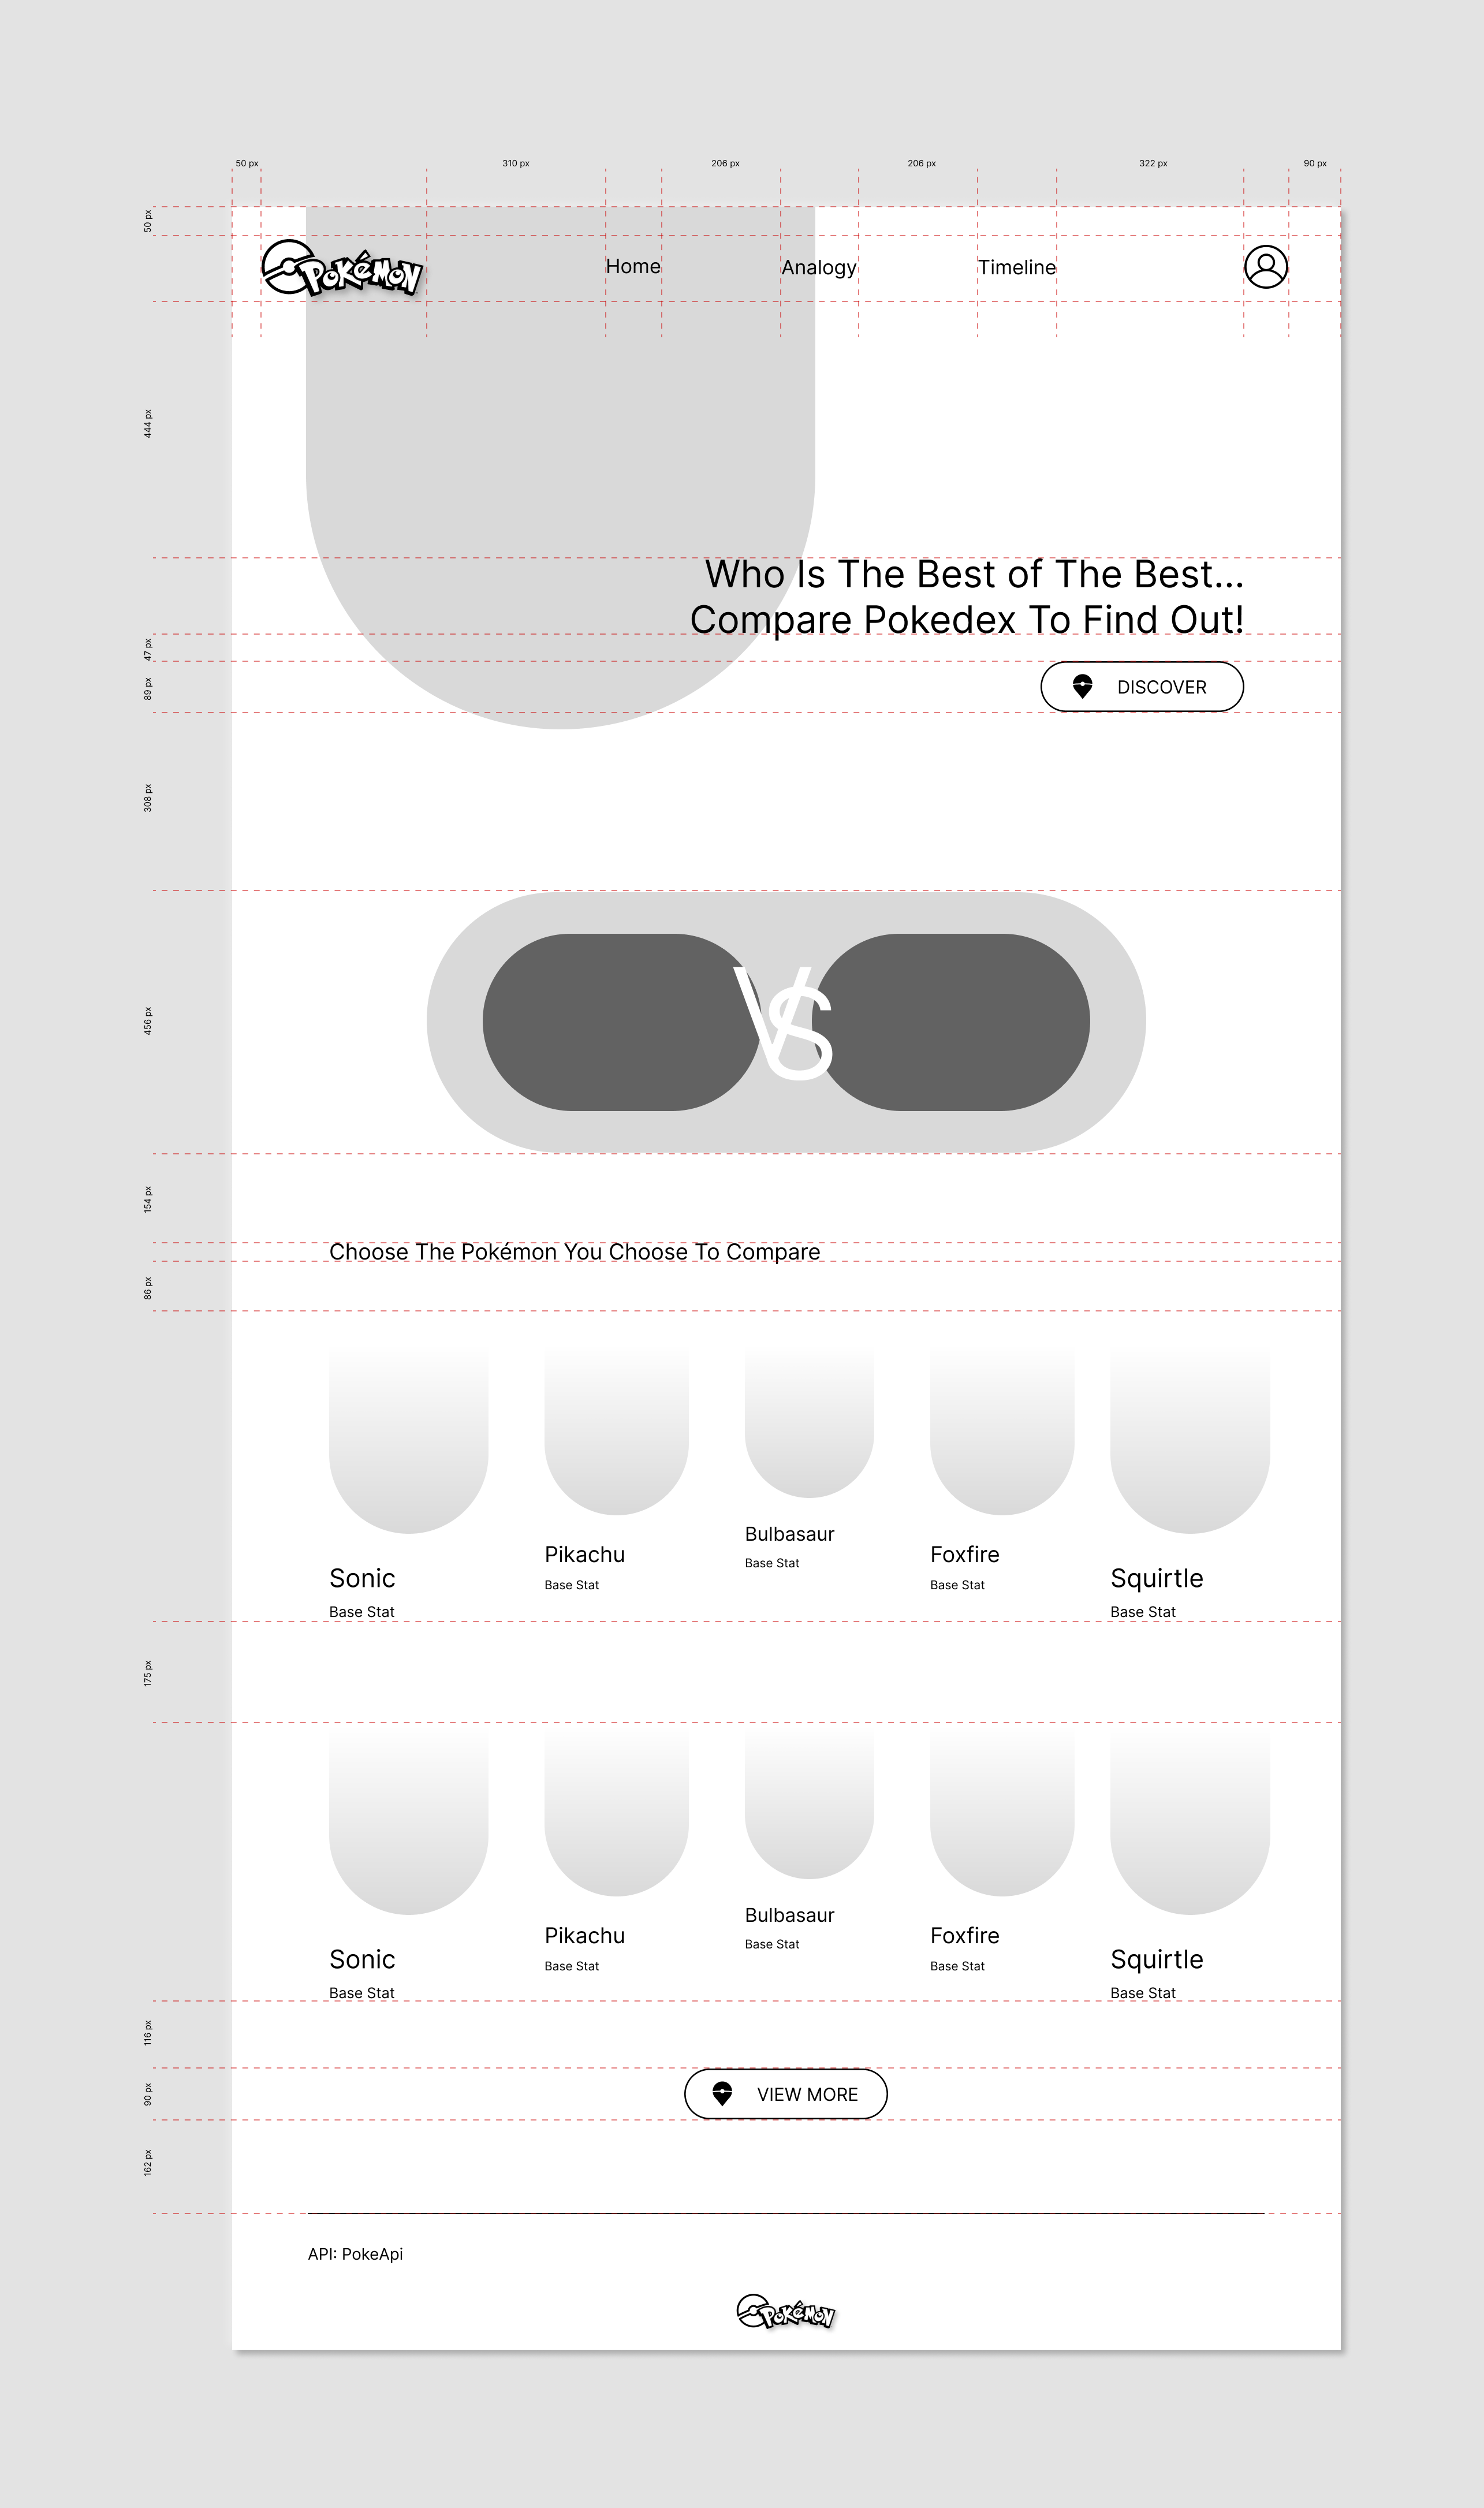 50 px
310 px
206 px
206 px
322 px
90 px
50 px
POKéMON
Home
Analogy
Timeline
444 px
Who Is The Best of The Best...
Compare Pokedex To Find Out!
47 px
89 px
DISCOVER
308 px
VS
456 px
154 px
Choose The Pokémon You Choose To Compare
86 px
Sonic
Base Stat
Pikachu
Base Stat
Bulbasaur
Base Stat
Foxfire
Base Stat
Squirtle
Base Stat
175 px
Sonic
Base Stat
Pikachu
Base Stat
Bulbasaur
Base Stat
Foxfire
Base Stat
Squirtle
Base Stat
116 px
90 px
VIEW MORE
162 px
API: PokeApi
POKéMON